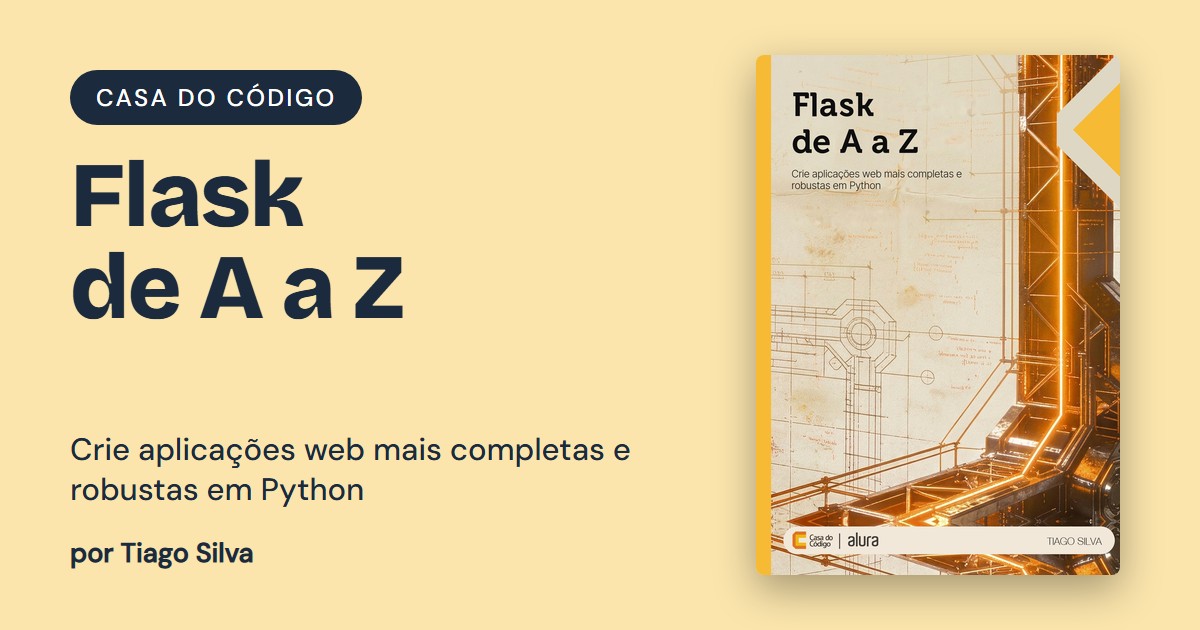 CASA DO CÓDIGO
Flask
de A a Z
Crie aplicações web mais completas e
robustas em Python
por Tiago Silva
Flask
de A a Z
Crie aplicações web mais completas e
robustas em Python
Casa do
Código
alura
TIAGO SILVA